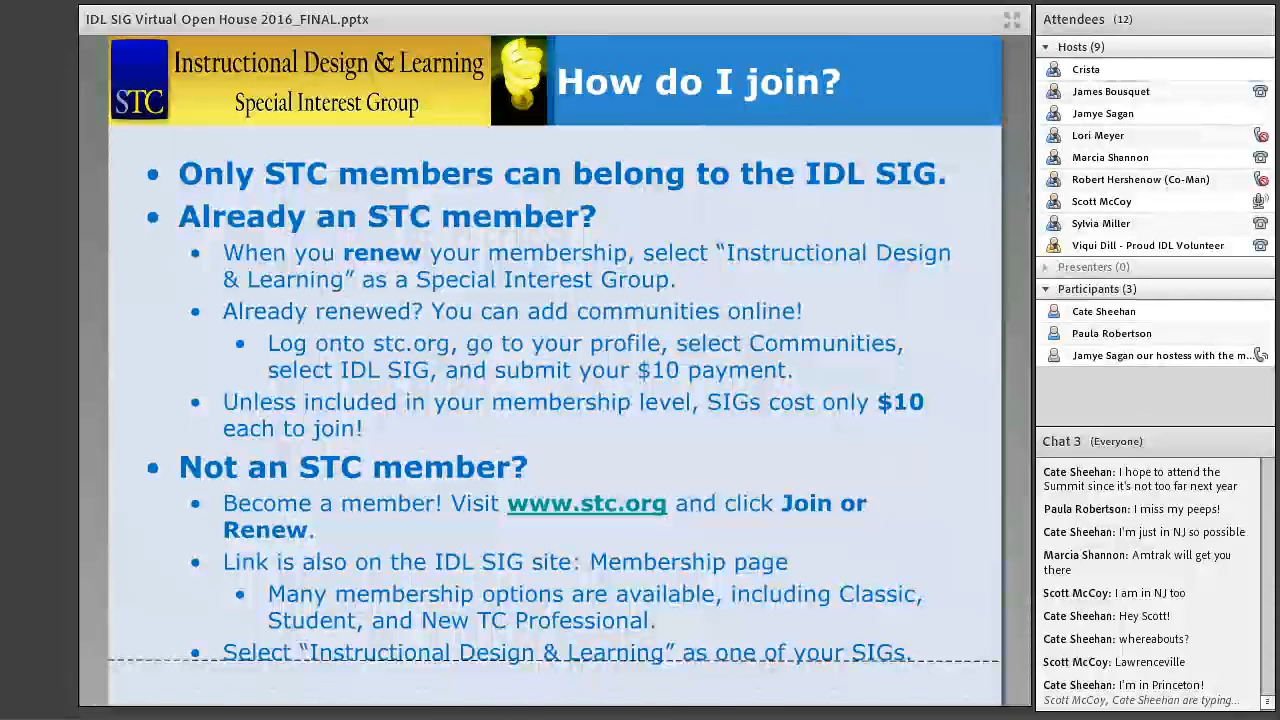 IDL SIG Virtual Open House 2016_FINAL.pptx
Instructional Design & Learning
Special Interest Group
STC
How do I join?
• Only STC members can belong to the IDL SIG.
• Already an STC member?
• When you renew your membership, select “Instructional Design
& Learning” as a Special Interest Group.
• Already renewed? You can add communities online!
• Log onto stc.org, go to your profile, select Communities,
select IDL SIG, and submit your $10 payment.
• Unless included in your membership level, SIGs cost only $10
each to join!
• Not an STC member?
• Become a member! Visit www.stc.org and click Join or
Renew.
• Link is also on the IDL SIG site: Membership page
• Many membership options are available, including Classic,
Student, and New TC Professional.
• Select “Instructional Design & Learning” as one of your SIGs.
Attendees (12)
Hosts (9)
Crista
James Bousquet
Jamye Sagan
Lori Meyer
Marcia Shannon
Robert Hershenow (Co-Man)
Scott McCoy
Sylvia Miller
Viqui Dill - Proud IDL Volunteer
Presenters (0)
Participants (3)
Cate Sheehan
Paula Robertson
Jamye Sagan our hostess with the m...
Chat 3 (Everyone)
Cate Sheehan: I hope to attend the
Summit since it's not too far next year
Paula Robertson: I miss my peeps!
Cate Sheehan: I'm just in NJ so possible
Marcia Shannon: Amtrak will get you
there
Scott McCoy: I am in NJ too
Cate Sheehan: Hey Scott!
Cate Sheehan: whereabouts?
Scott McCoy: Lawrenceville
Cate Sheehan: I'm in Princeton!
Scott McCoy, Cate Sheehan are typing...